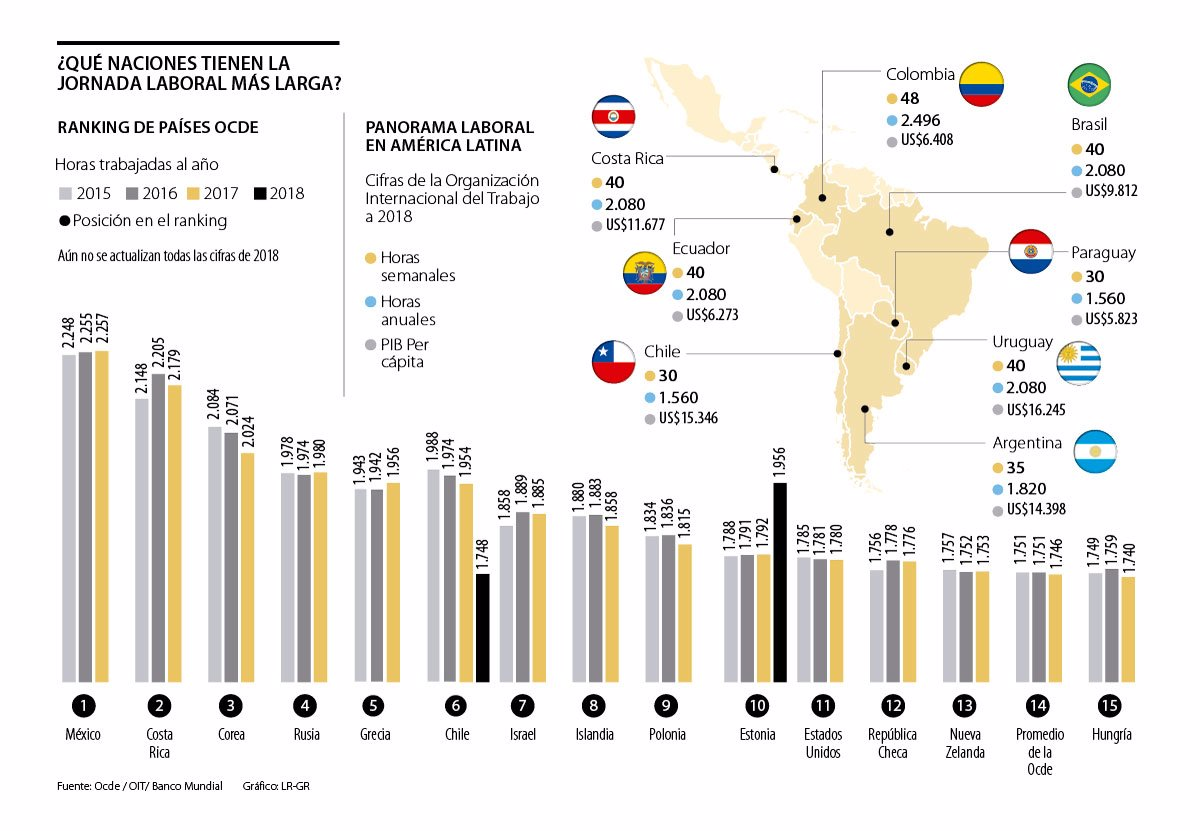 ¿QUÉ NACIONES TIENEN LA
JORNADA LABORAL MÁS LARGA?
RANKING DE PAÍSES OCDE
Horas trabajadas al año
2015 2016 2017 2018
Posición en el ranking
Aún no se actualizan todas las cifras de 2018
PANORAMA LABORAL
EN AMÉRICA LATINA
Cifras de la Organización
Internacional del Trabajo
a 2018
Horas
semanales
Horas
anuales
PIB Per
cápita
Costa Rica
40
2.080
US$11.677
Ecuador
40
2.080
US$6.273
Chile
30
1.560
US$15.346
Colombia
48
2.496
US$6.408
Brasil
40
2.080
US$9.812
Paraguay
30
1.560
US$5.823
Uruguay
40
2.080
US$16.245
Argentina
35
1.820
US$14.398
2.248 2.255 2.257
1
México
2.148 2.205 2.179
2
Costa
Rica
2.084 2.071 2.024
3
Corea
1.978 1.974 1.980
4
Rusia
1.943 1.942 1.956
5
Grecia
1.988 1.974 1.954 1.748
6
Chile
1.858 1.889 1.885
7
Israel
1.880 1.883 1.858
8
Islandia
1.834 1.836 1.815
9
Polonia
1.788 1.791 1.792 1.956
10
Estonia
1.785 1.781 1.780
11
Estados
Unidos
1.756 1.778 1.776
12
República
Checa
1.757 1.752 1.753
13
Nueva
Zelanda
1.751 1.751 1.746
14
Promedio
de la
Ocde
1.749 1.759 1.740
15
Hungría
Fuente: Ocde / OIT/ Banco Mundial Gráfico: LR-GR